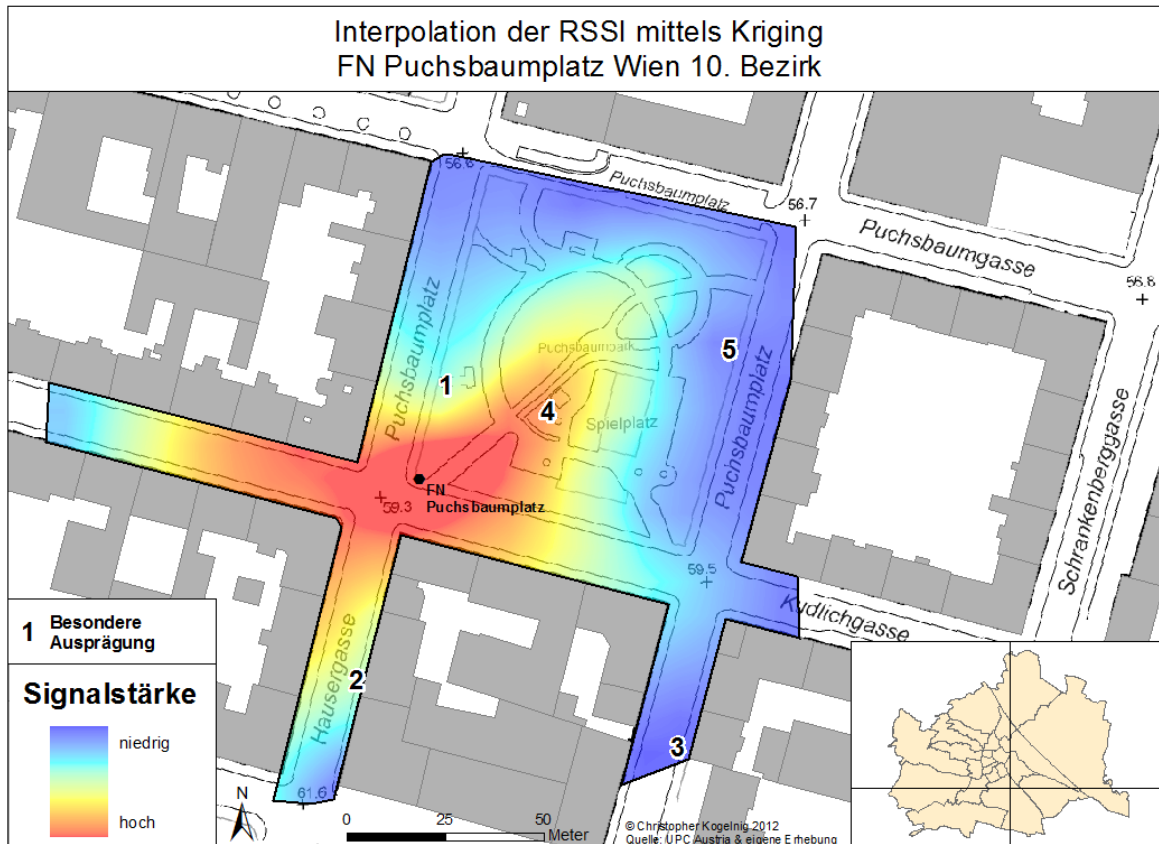 Interpolation der RSSI mittels Kriging
FN Puchsbaumplatz Wien 10. Bezirk
56.6
Puchsbaumplatz
56.7
Puchsbaumgasse
56.8
Puchsbaumplatz
Puchsbaumpark
5
1
4
Spielplatz
Puchsbaumplatz
Schrankenberggasse
FN
Puchsbaumplatz
59.3
59.5
Kudlichgasse
1 Besondere
Ausprägung
Hausergasse
2
3
Signalstärke
niedrig
hoch
61.6
N
0 25 50
Meter
© Christopher Kogelnig 2012
Quelle: UPC Austria & eigene Erhebung